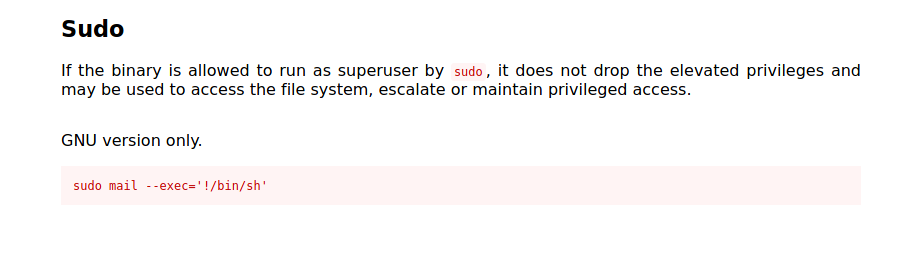 Sudo
If the binary is allowed to run as superuser by sudo, it does not drop the elevated privileges and
may be used to access the file system, escalate or maintain privileged access.
GNU version only.
sudo mail --exec='!/bin/sh'